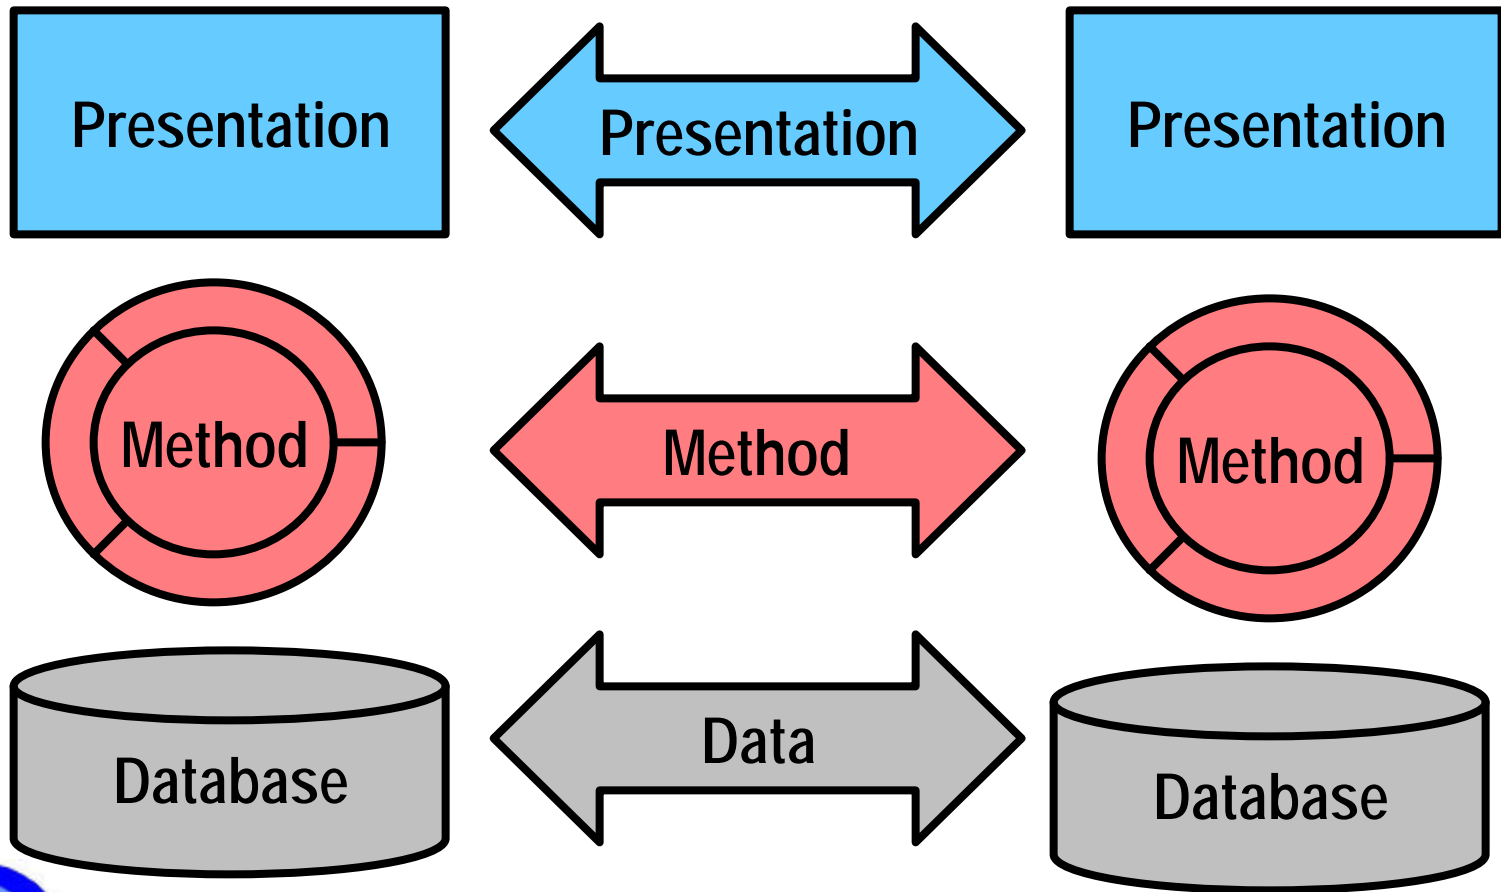 Presentation
Presentation
Presentation
Method
Method
Method
Database
Data
Database